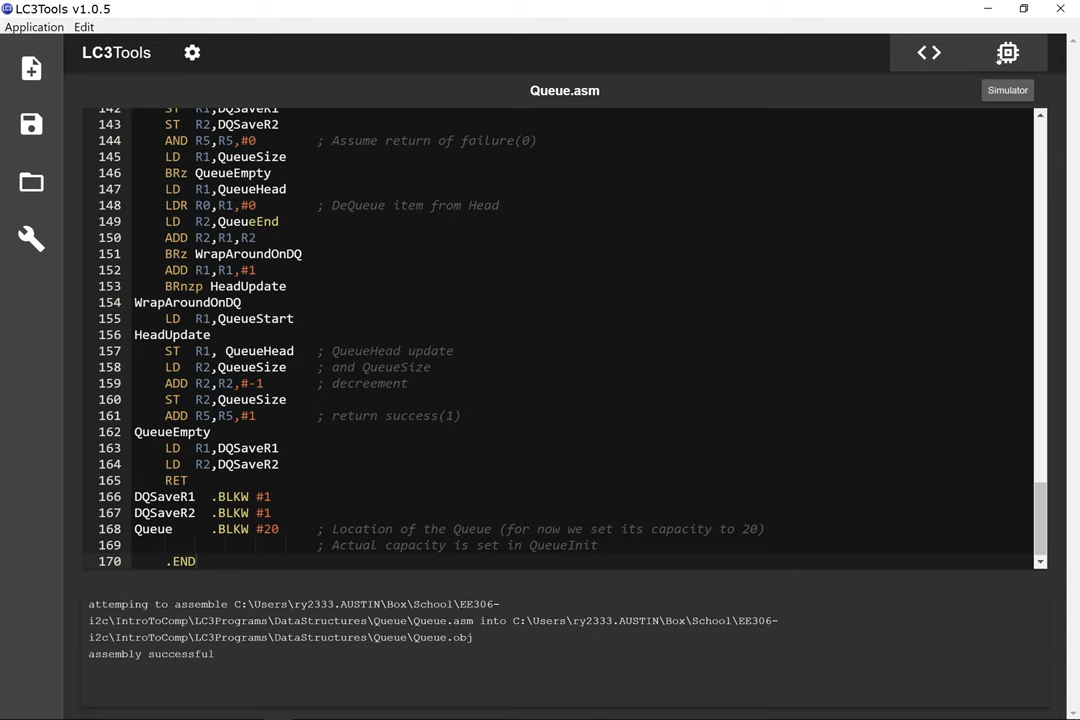 LC3Tools v1.0.5
Application Edit
LC3Tools
Queue.asm
Simulator
142 ST R1,DQSaveR1
143 ST R2,DQSaveR2
144 AND R5,R5,#0 ; Assume return of failure(0)
145 LD R1,QueueSize
146 BRz QueueEmpty
147 LD R1,QueueHead
148 LDR R0,R1,#0 ; DeQueue item from Head
149 LD R2,QueueEnd
150 ADD R2,R1,R2
151 BRz WrapAroundOnDQ
152 ADD R1,R1,#1
153 BRnzp HeadUpdate
154 WrapAroundOnDQ
155 LD R1,QueueStart
156 HeadUpdate
157 ST R1, QueueHead ; QueueHead update
158 LD R2,QueueSize ; and QueueSize
159 ADD R2,R2,#-1 ; decreement
160 ST R2,QueueSize
161 ADD R5,R5,#1 ; return success(1)
162 QueueEmpty
163 LD R1,DQSaveR1
164 LD R2,DQSaveR2
165 RET
166 DQSaveR1 .BLKW #1
167 DQSaveR2 .BLKW #1
168 Queue .BLKW #20 ; Location of the Queue (for now we set its capacity to 20)
169 ; Actual capacity is set in QueueInit
170 .END
attemping to assemble C:\Users\ry2333.AUSTIN\Box\School\EE306-
i2c\IntroToComp\LC3Programs\DataStructures\Queue\Queue.asm into C:\Users\ry2333.AUSTIN\Box\School\EE306-
i2c\IntroToComp\LC3Programs\DataStructures\Queue\Queue.obj
assembly successful